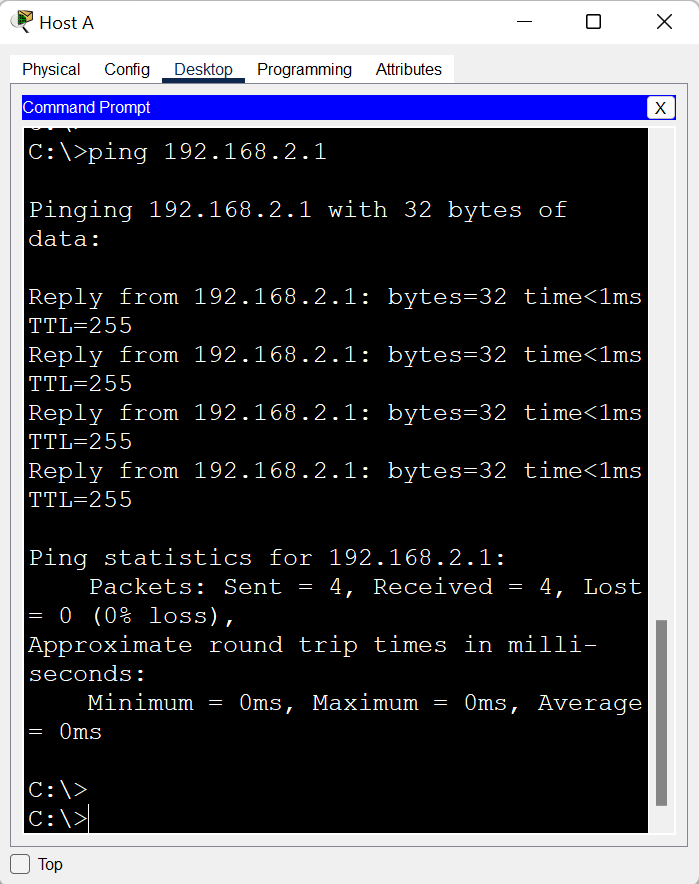 Host A
Physical Config Desktop Programming Attributes
Command Prompt
X
C:\>ping 192.168.2.1
Pinging 192.168.2.1 with 32 bytes of
data:
Reply from 192.168.2.1: bytes=32 time<1ms
TTL=255
Reply from 192.168.2.1: bytes=32 time<1ms
TTL=255
Reply from 192.168.2.1: bytes=32 time<1ms
TTL=255
Reply from 192.168.2.1: bytes=32 time<1ms
TTL=255
Ping statistics for 192.168.2.1:
Packets: Sent = 4, Received = 4, Lost
= 0 (0% loss),
Approximate round trip times in milli-
seconds:
Minimum = 0ms, Maximum = 0ms, Average
= 0ms
C:\>
C:\>
Top